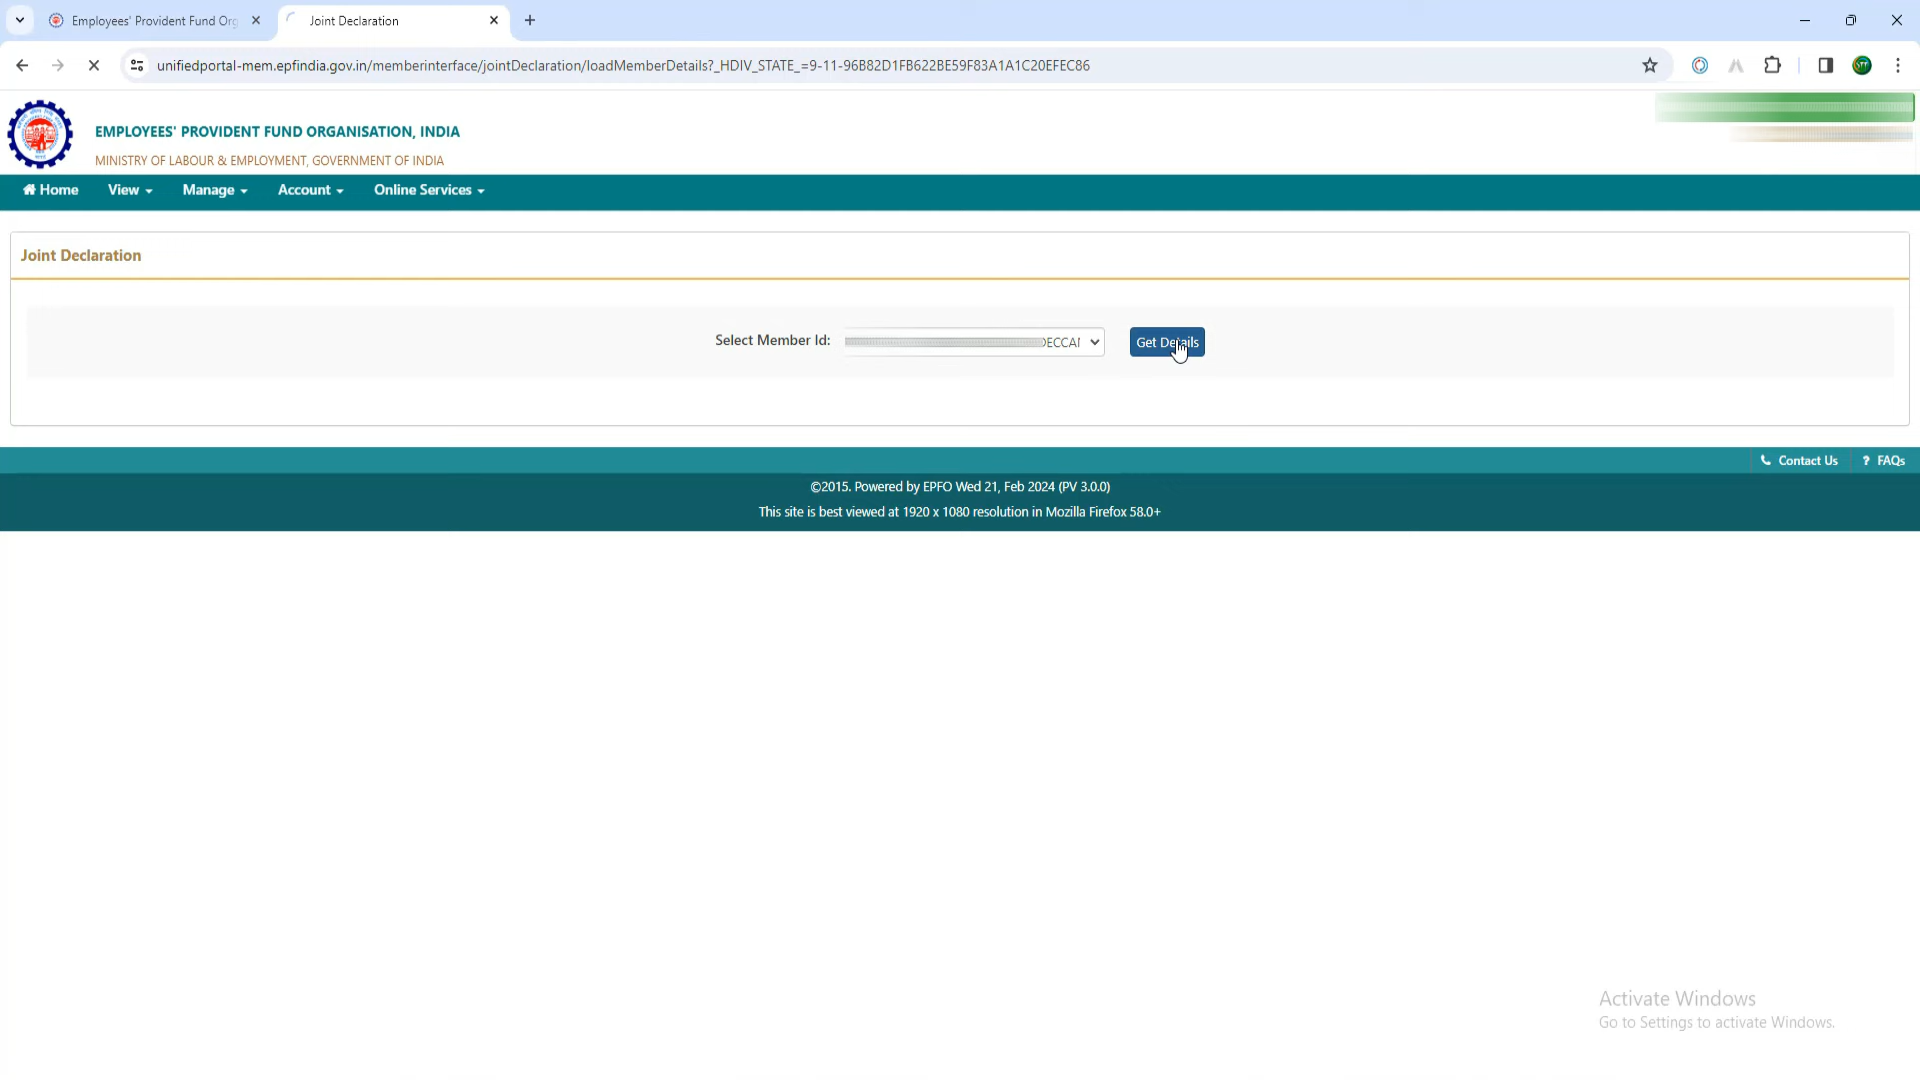 Employees' Provident Fund Org
Joint Declaration
unifiedportal-mem.epfindia.gov.in/memberinterface/jointDeclaration/loadMemberDetails?_HDIV_STATE_=9-11-96B82D1FB622BE59F83A1A1C20EFEC86
EMPLOYEES' PROVIDENT FUND ORGANISATION, INDIA
MINISTRY OF LABOUR & EMPLOYMENT, GOVERNMENT OF INDIA
Home View Manage Account Online Services
Joint Declaration
Select Member Id: Get Details
Contact Us ? FAQs
©2015. Powered by EPFO Wed 21, Feb 2024 (PV 3.0.0)
This site is best viewed at 1920 x 1080 resolution in Mozilla Firefox 58.0+
Activate Windows
Go to Settings to activate Windows.